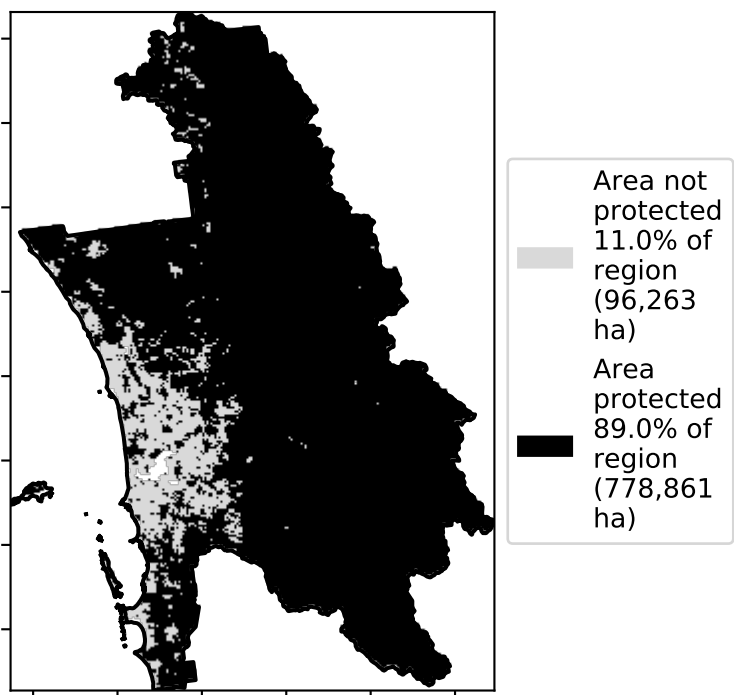 Area not
protected
11.0% of
region
(96,263
ha)
Area
protected
89.0% of
region
(778,861
ha)